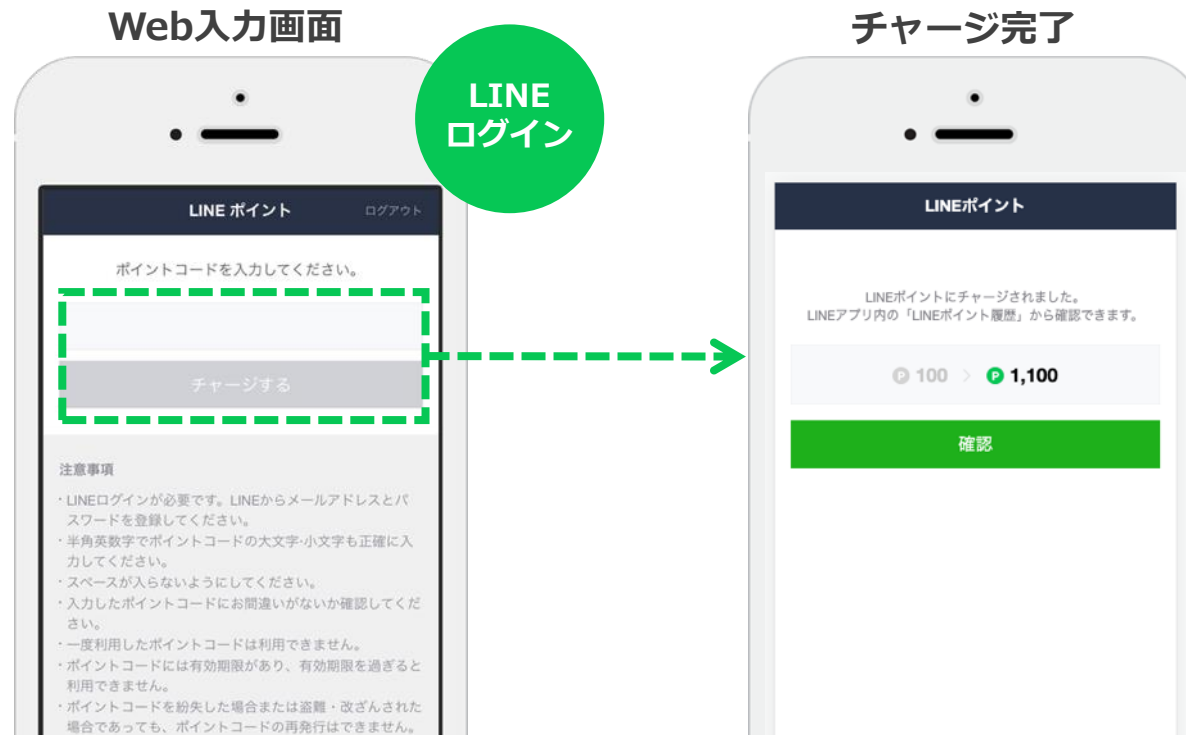 Web入力画面
LINE
ログイン
LINE ポイント
ログアウト
ポイントコードを入力してください。
チャージする
注意事項
・LINEログインが必要です。LINEからメールアドレスとパ
スワードを登録してください。
・半角英数字でポイントコードの大文字・小文字も正確に入
力してください。
・スペースが入らないようにしてください。
・入力したポイントコードにお間違いがないか確認してくだ
さい。
・一度利用したポイントコードは利用できません。
・ポイントコードには有効期限があり、有効期限を過ぎると
利用できません。
・ポイントコードを紛失した場合または盗難・改ざんされた
場合であっても、ポイントコードの再発行はできません。
チャージ完了
LINEポイント
LINEポイントにチャージされました。
LINEアプリ内の「LINEポイント履歴」から確認できます。
P 100 > P 1,100
確認